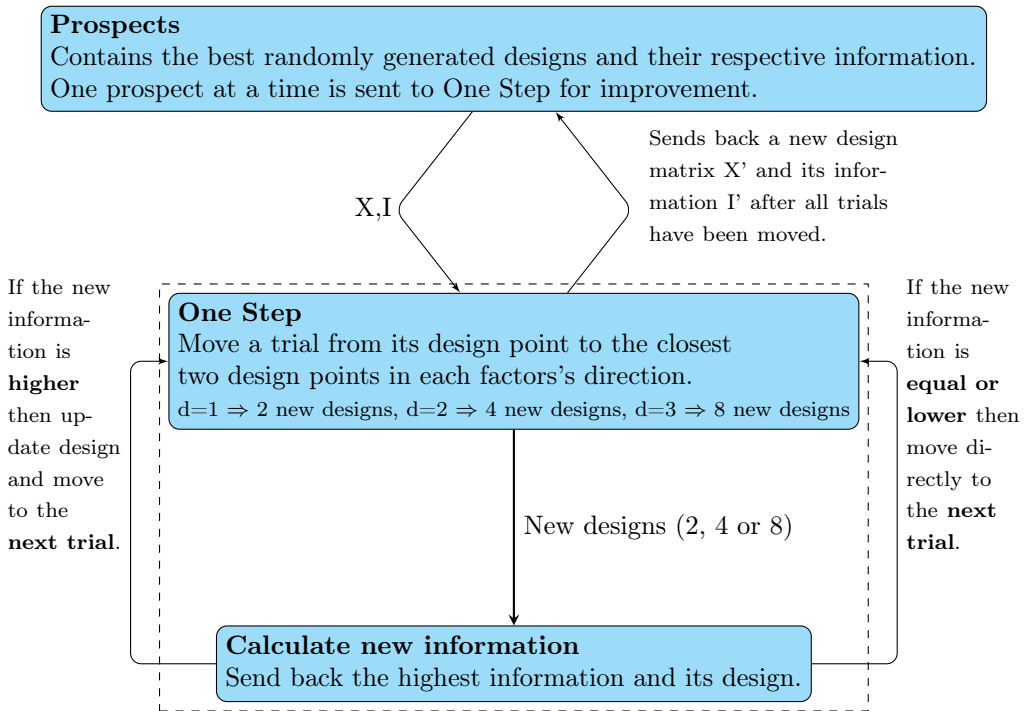 Prospects
Contains the best randomly generated designs and their respective information.
One prospect at a time is sent to One Step for improvement.
X,I
Sends back a new design
matrix X' and its infor-
mation I' after all trials
have been moved.
If the new
informa-
tion is
higher
then up-
date design
and move
to the
next trial.
One Step
Move a trial from its design point to the closest
two design points in each factors's direction.
d=1 ⇒ 2 new designs, d=2 ⇒ 4 new designs, d=3 ⇒ 8 new designs
If the new
informa-
tion is
equal or
lower then
move di-
rectly to
the next
trial.
New designs (2, 4 or 8)
Calculate new information
Send back the highest information and its design.